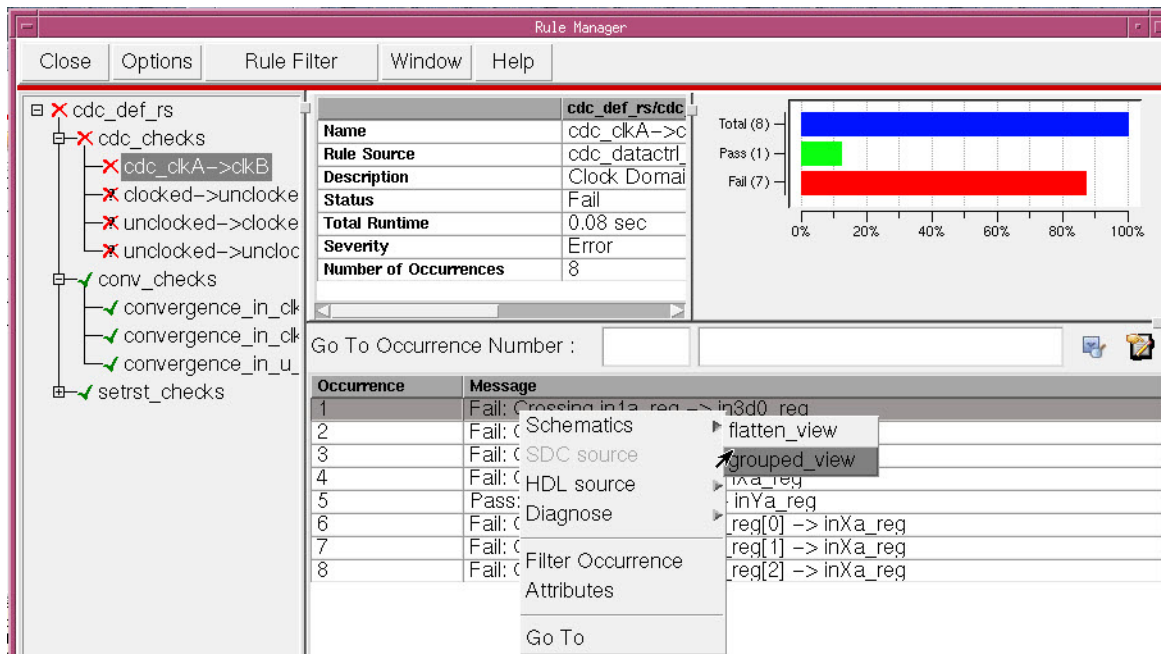 Rule Manager
Close Options Rule Filter Window Help
cdc_def_rs
cdc_checks
cdc_clkA->clkB
clocked->unclocke
unclocked->clocke
unclocked->uncloc
conv_checks
convergence_in_clk
convergence_in_clk
convergence_in_u_
setrst_checks
cdc_def_rs/cdc
Name cdc_clkA->c
Rule Source cdc_datactrl_
Description Clock Domai
Status Fail
Total Runtime 0.08 sec
Severity Error
Number of Occurrences 8
Total (8)
Pass (1)
Fail (7)
0% 20% 40% 60% 80% 100%
Go To Occurrence Number :
Occurrence Message
1 Fail: Crossing in1a_reg -> in3d0_reg
2 Fail:
3 Fail:
4 Fail: inXa_reg
5 Pass: inYa_reg
6 Fail: _reg[0] -> inXa_reg
7 Fail: _reg[1] -> inXa_reg
8 Fail: _reg[2] -> inXa_reg
Schematics
SDC source
HDL source
Diagnose
Filter Occurrence
Attributes
Go To
flatten_view
grouped_view